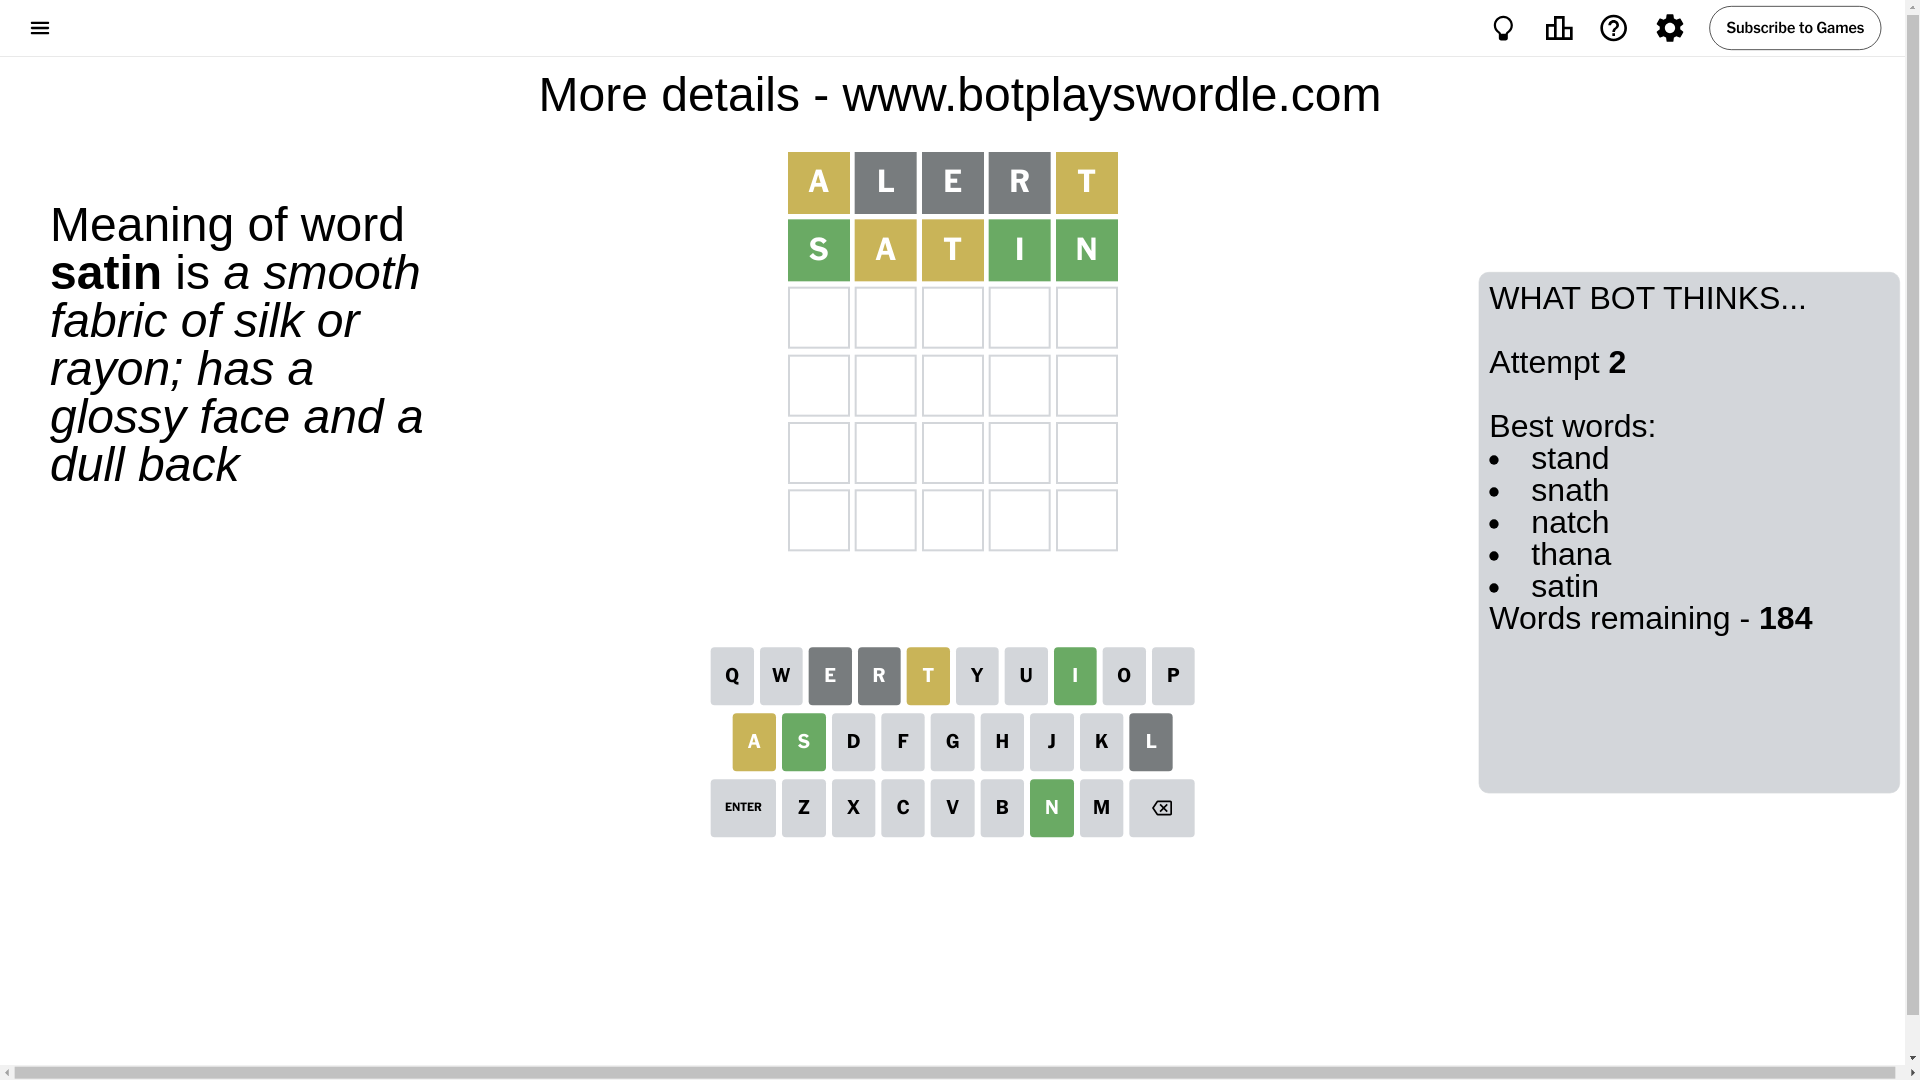 Subscribe to Games
More details - www.botplayswordle.com
Meaning of word
satin is a smooth
fabric of silk or
rayon; has a
glossy face and a
dull back
A L E R T
S A T I N
WHAT BOT THINKS...
Attempt 2
Best words:
• stand
• snath
• natch
• thana
• satin
Words remaining - 184
Q W E R T Y U I O P
A S D F G H J K L
ENTER Z X C V B N M